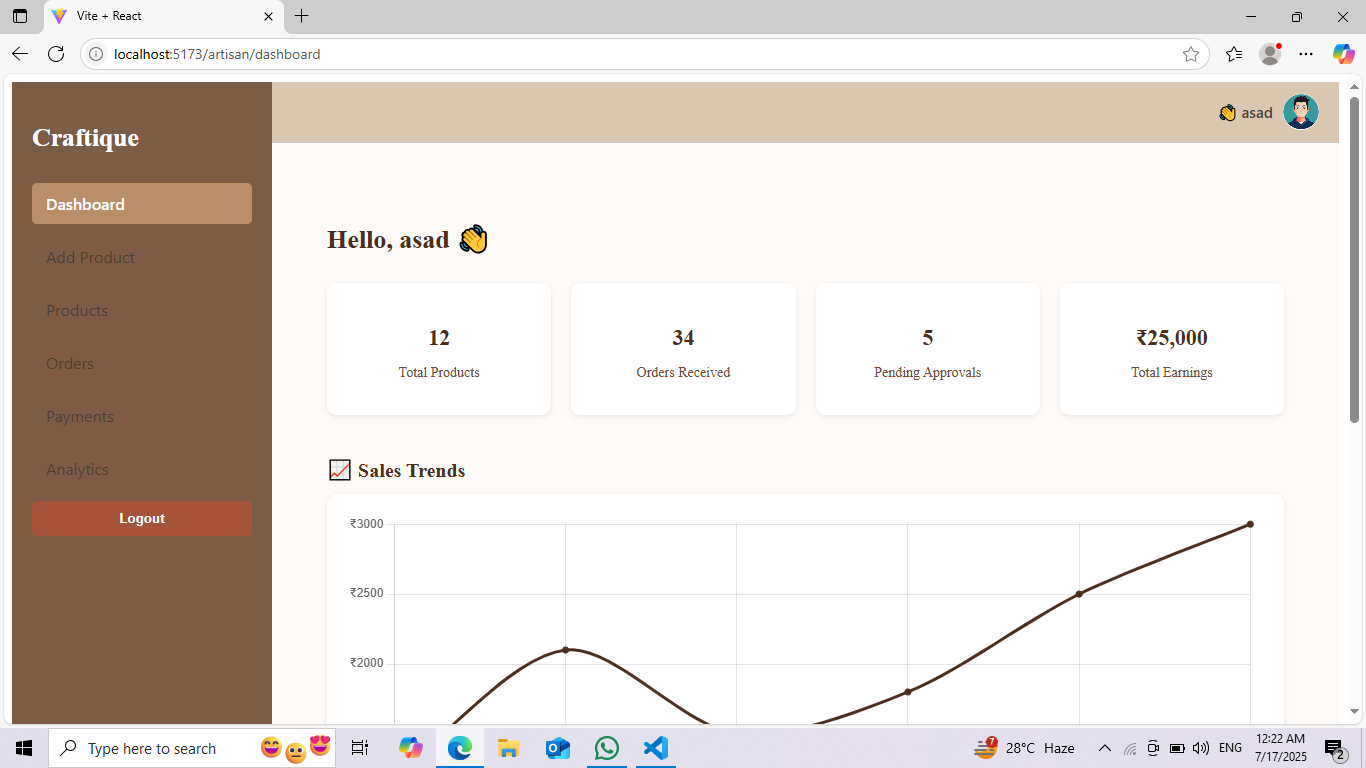 Vite + React
localhost:5173/artisan/dashboard
Craftique
👋 asad
Dashboard
Add Product
Products
Orders
Payments
Analytics
Logout
Hello, asad 👋
12
Total Products
34
Orders Received
5
Pending Approvals
₹25,000
Total Earnings
📈 Sales Trends
₹3000
₹2500
₹2000
Type here to search
7
28°C Haze
ENG
12:22 AM
7/17/2025
2